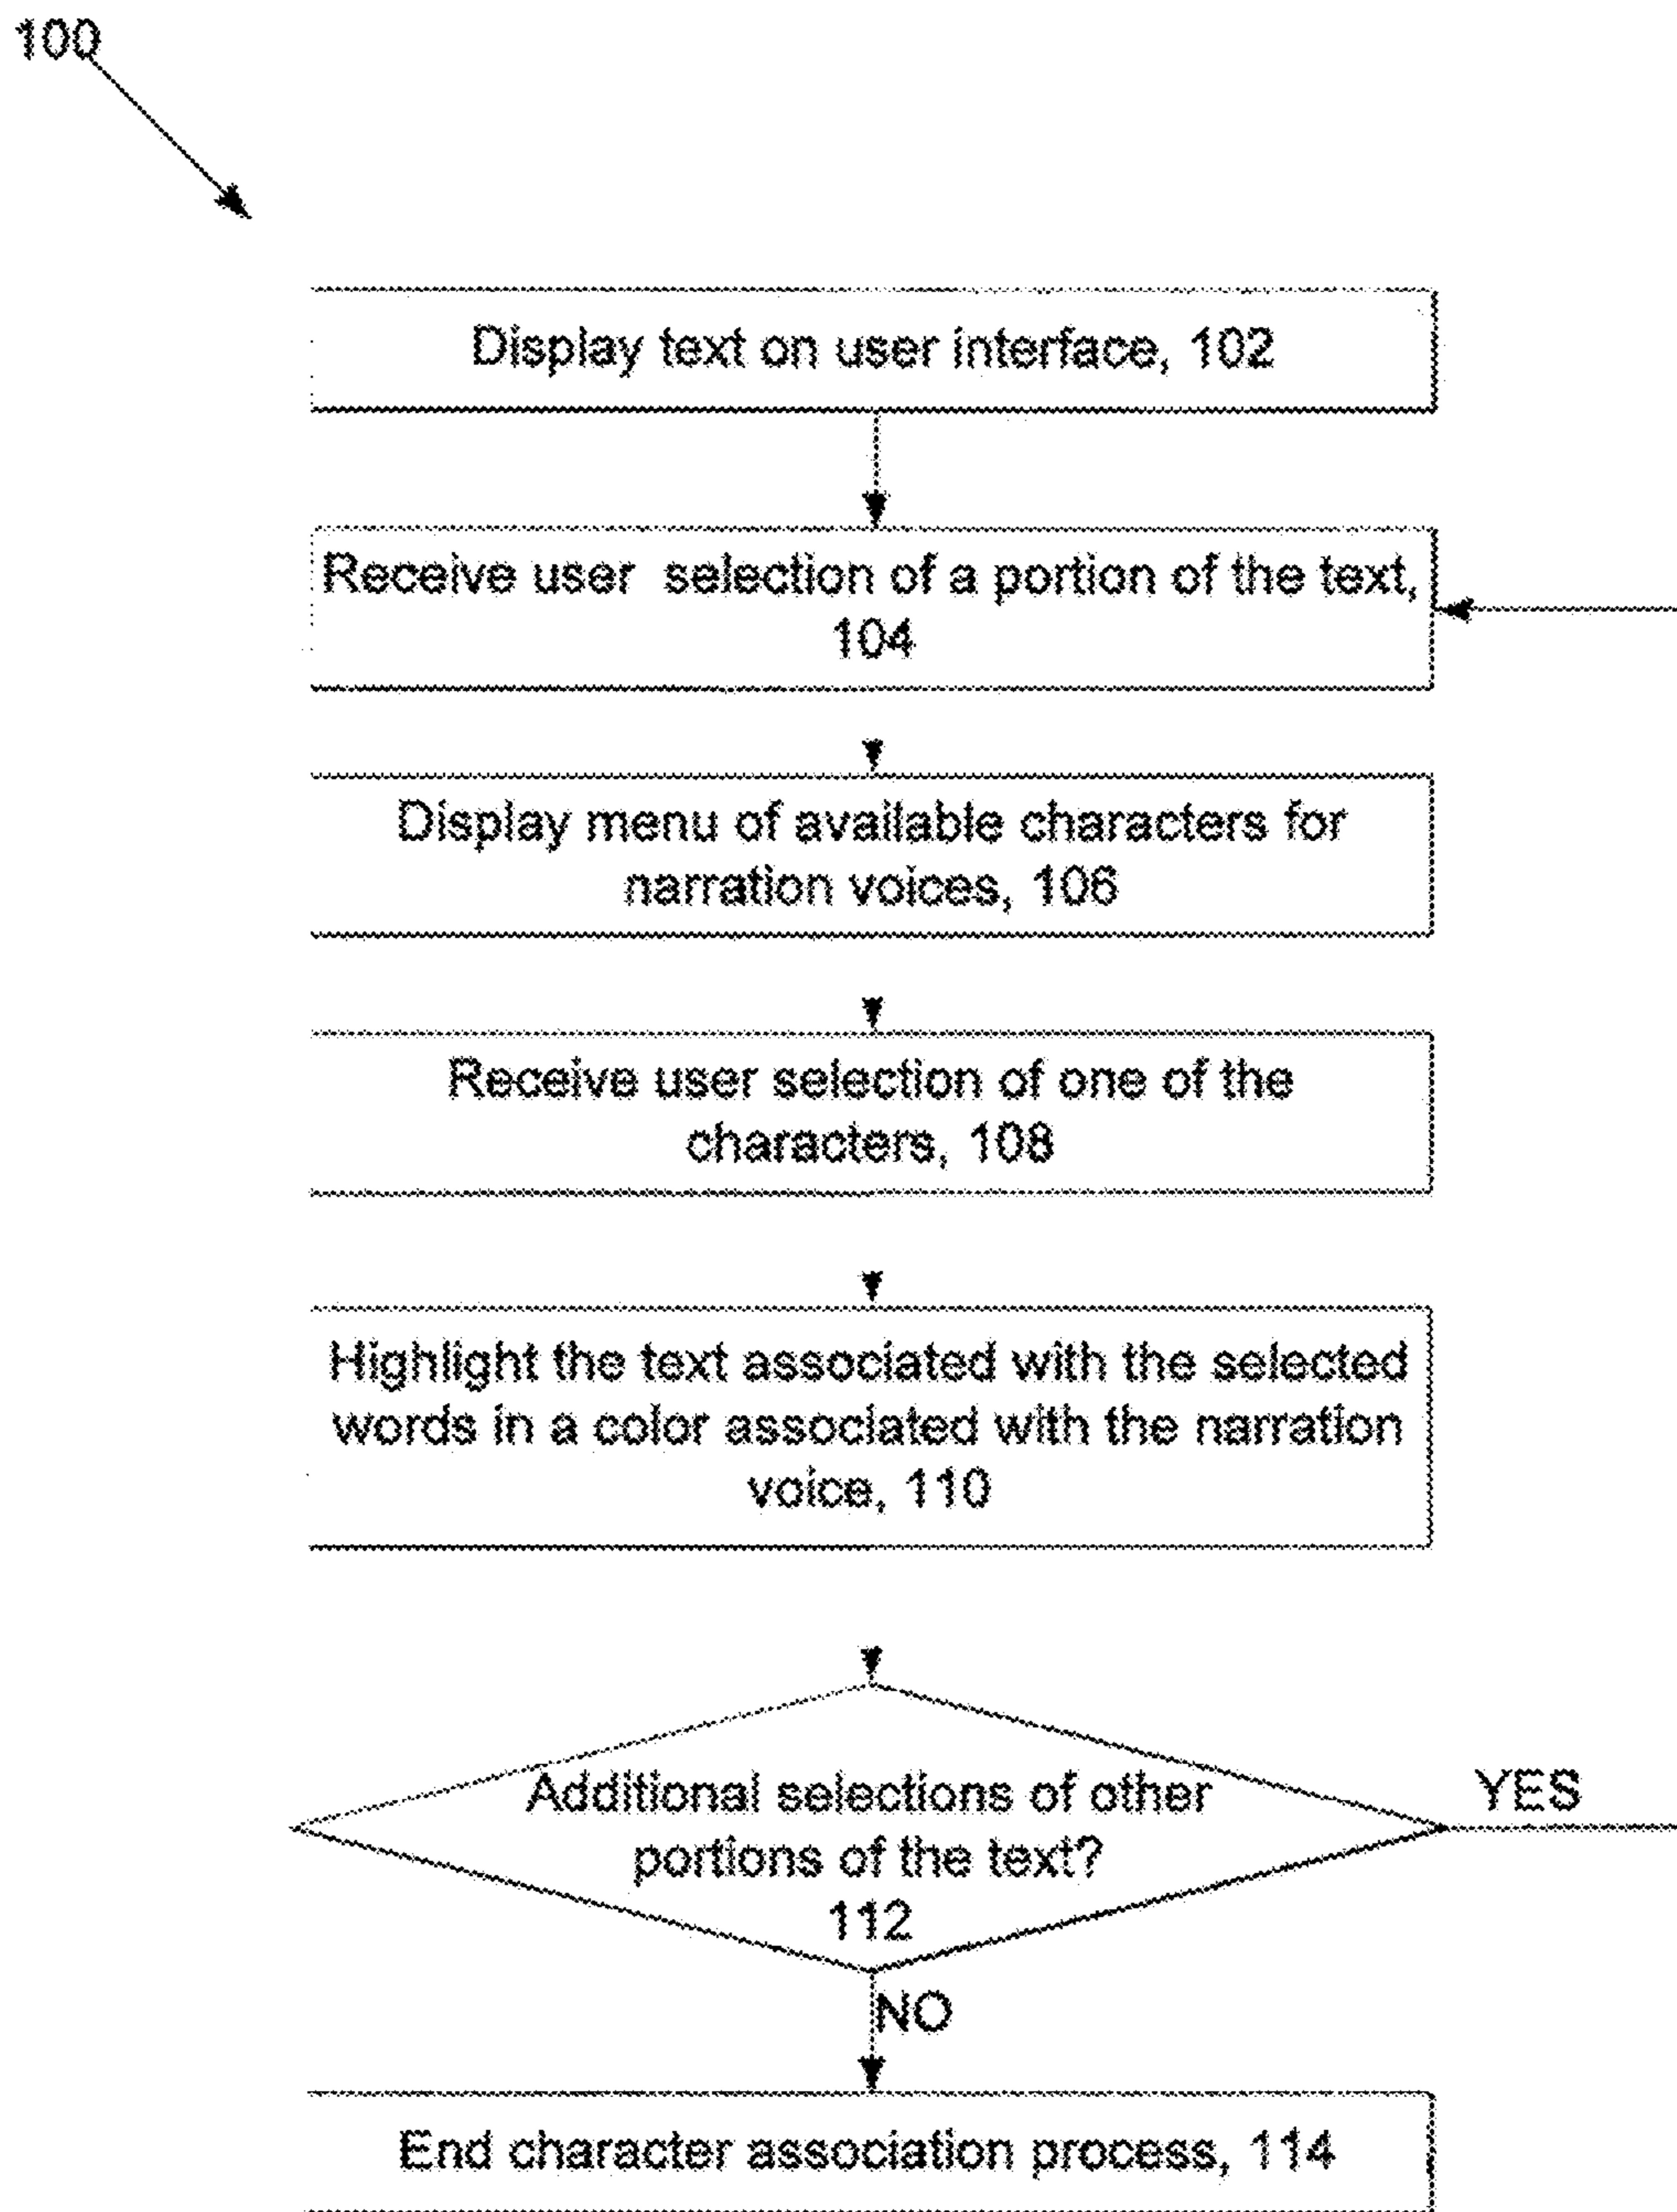 100
Display text on user interface, 102
Receive user selection of a portion of the text,
104
Display menu of available characters for
narration voices, 106
Receive user selection of one of the
characters, 108
Highlight the text associated with the selected
words in a color associated with the narration
voice, 110
Additional selections of other
portions of the text?
112
YES
NO
End character association process, 114